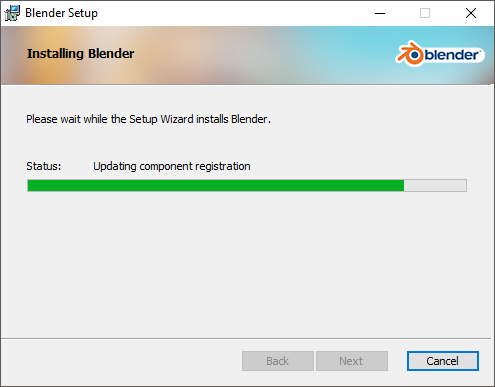 Blender Setup
Installing Blender
blender
Please wait while the Setup Wizard installs Blender.
Status: Updating component registration
Back Next Cancel